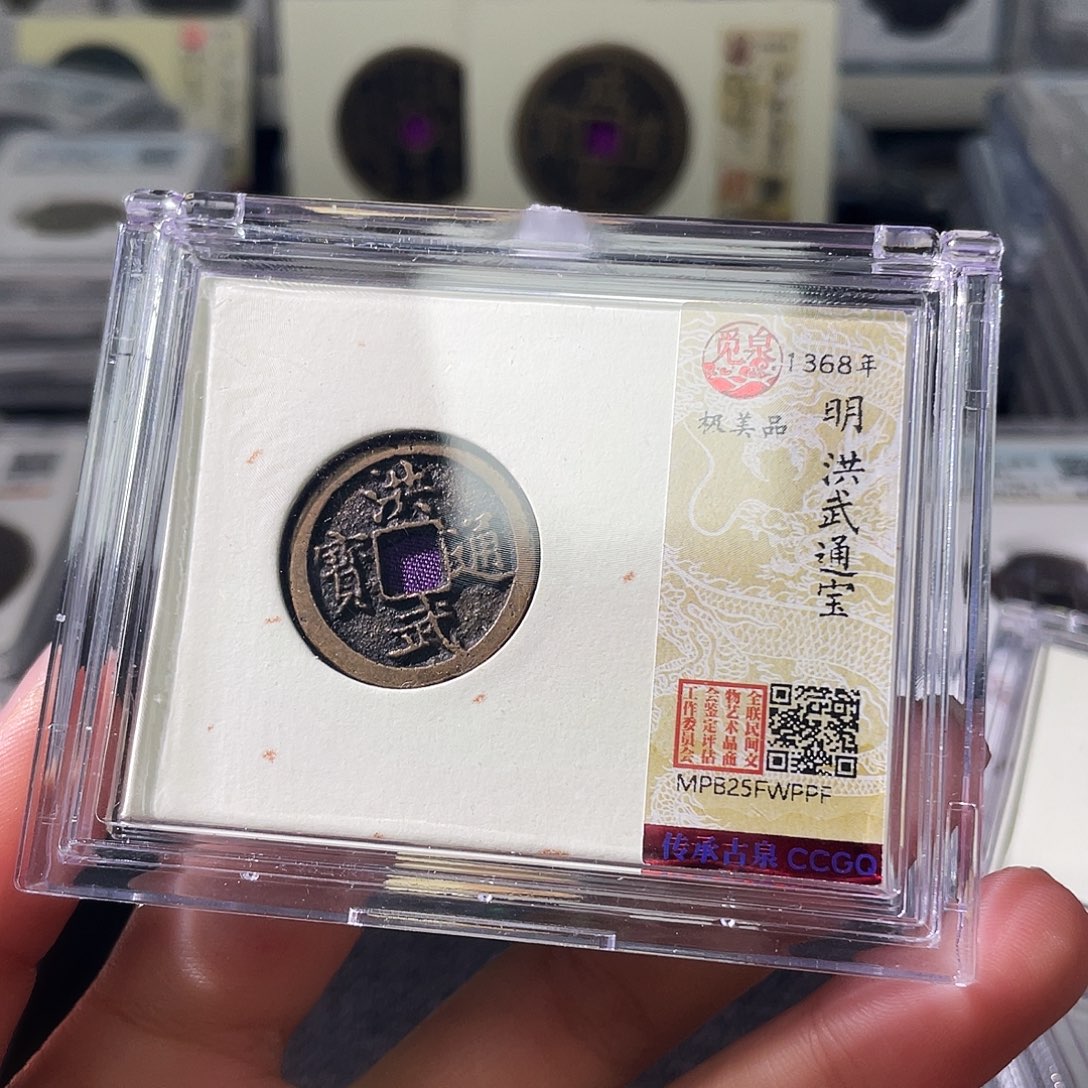 洪武通寶
觅泉
1368年
极美品
明 洪武通宝
全联民间文
物艺术品商
会鉴定评估
工作委员会
MPB25FWPPF
传承古泉 CCGQ